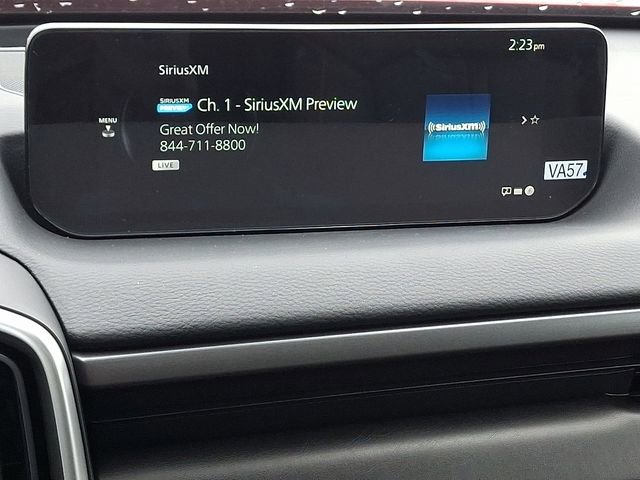 2:23pm
SiriusXM
SIRIUSXM
PREVIEW
Ch. 1 - SiriusXM Preview
MENU
Great Offer Now!
844-711-8800
LIVE
((SiriusXM))
VA57